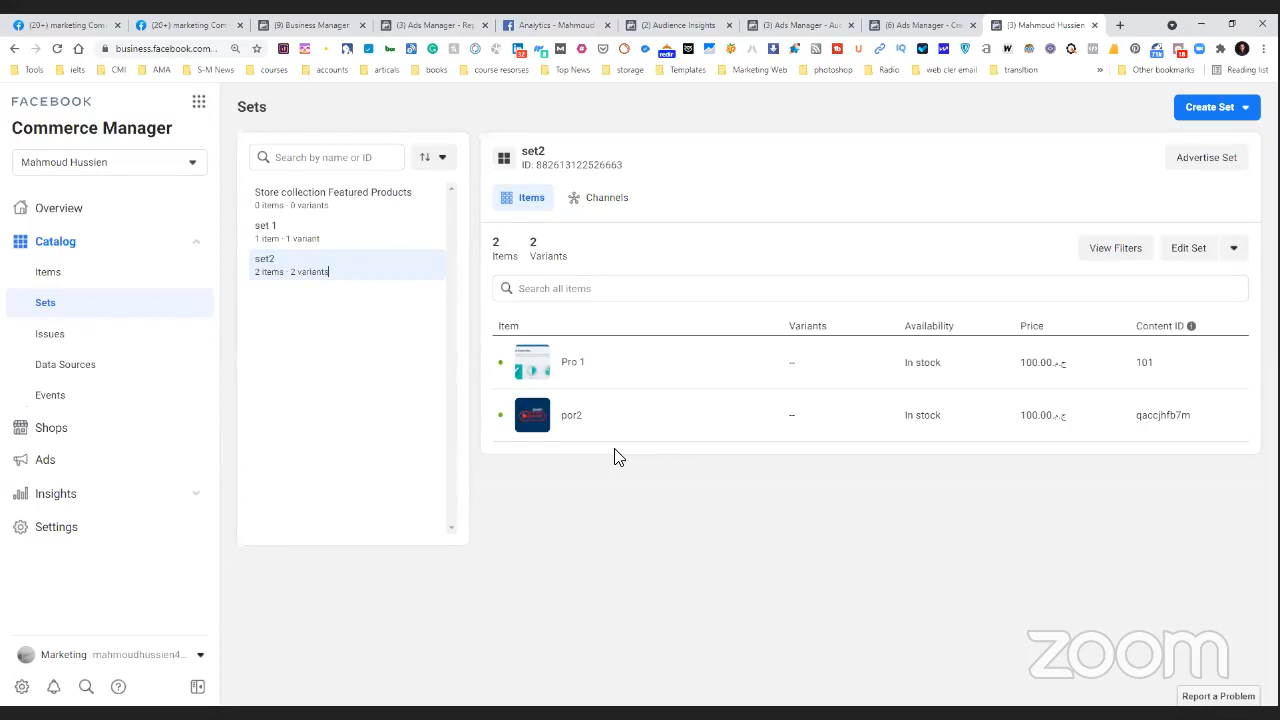 (20+) marketing Com
(20+) marketing Com
(9) Business Manager
(3) Ads Manager - Rep
Analytics - Mahmoud
(2) Audience Insights
(3) Ads Manager - Au
(6) Ads Manager - Cre
(3) Mahmoud Hussien
business.facebook.com...
Tools
ielts
CMI
AMA
S-M News
courses
accounts
articals
books
course resorses
Top News
storage
Templates
Marketing Web
photoshop
Radio
web cler email
transltion
»
Other bookmarks
Reading list
FACEBOOK
Commerce Manager
Mahmoud Hussien
Overview
Catalog
Items
Sets
Issues
Data Sources
Events
Shops
Ads
Insights
Settings
Marketing mahmoudhussien4...
Sets
Create Set
Search by name or ID
Store collection Featured Products
0 items · 0 variants
set 1
1 item · 1 variant
set2
2 items · 2 variants
set2
ID: 882613122526663
Advertise Set
Items
Channels
2
Items
2
Variants
View Filters
Edit Set
Search all items
Item Variants Availability Price Content ID
Pro 1 -- In stock ج.م.100.00 101
por2 -- In stock ج.م.100.00 qaccjhfb7m
zoom
Report a Problem